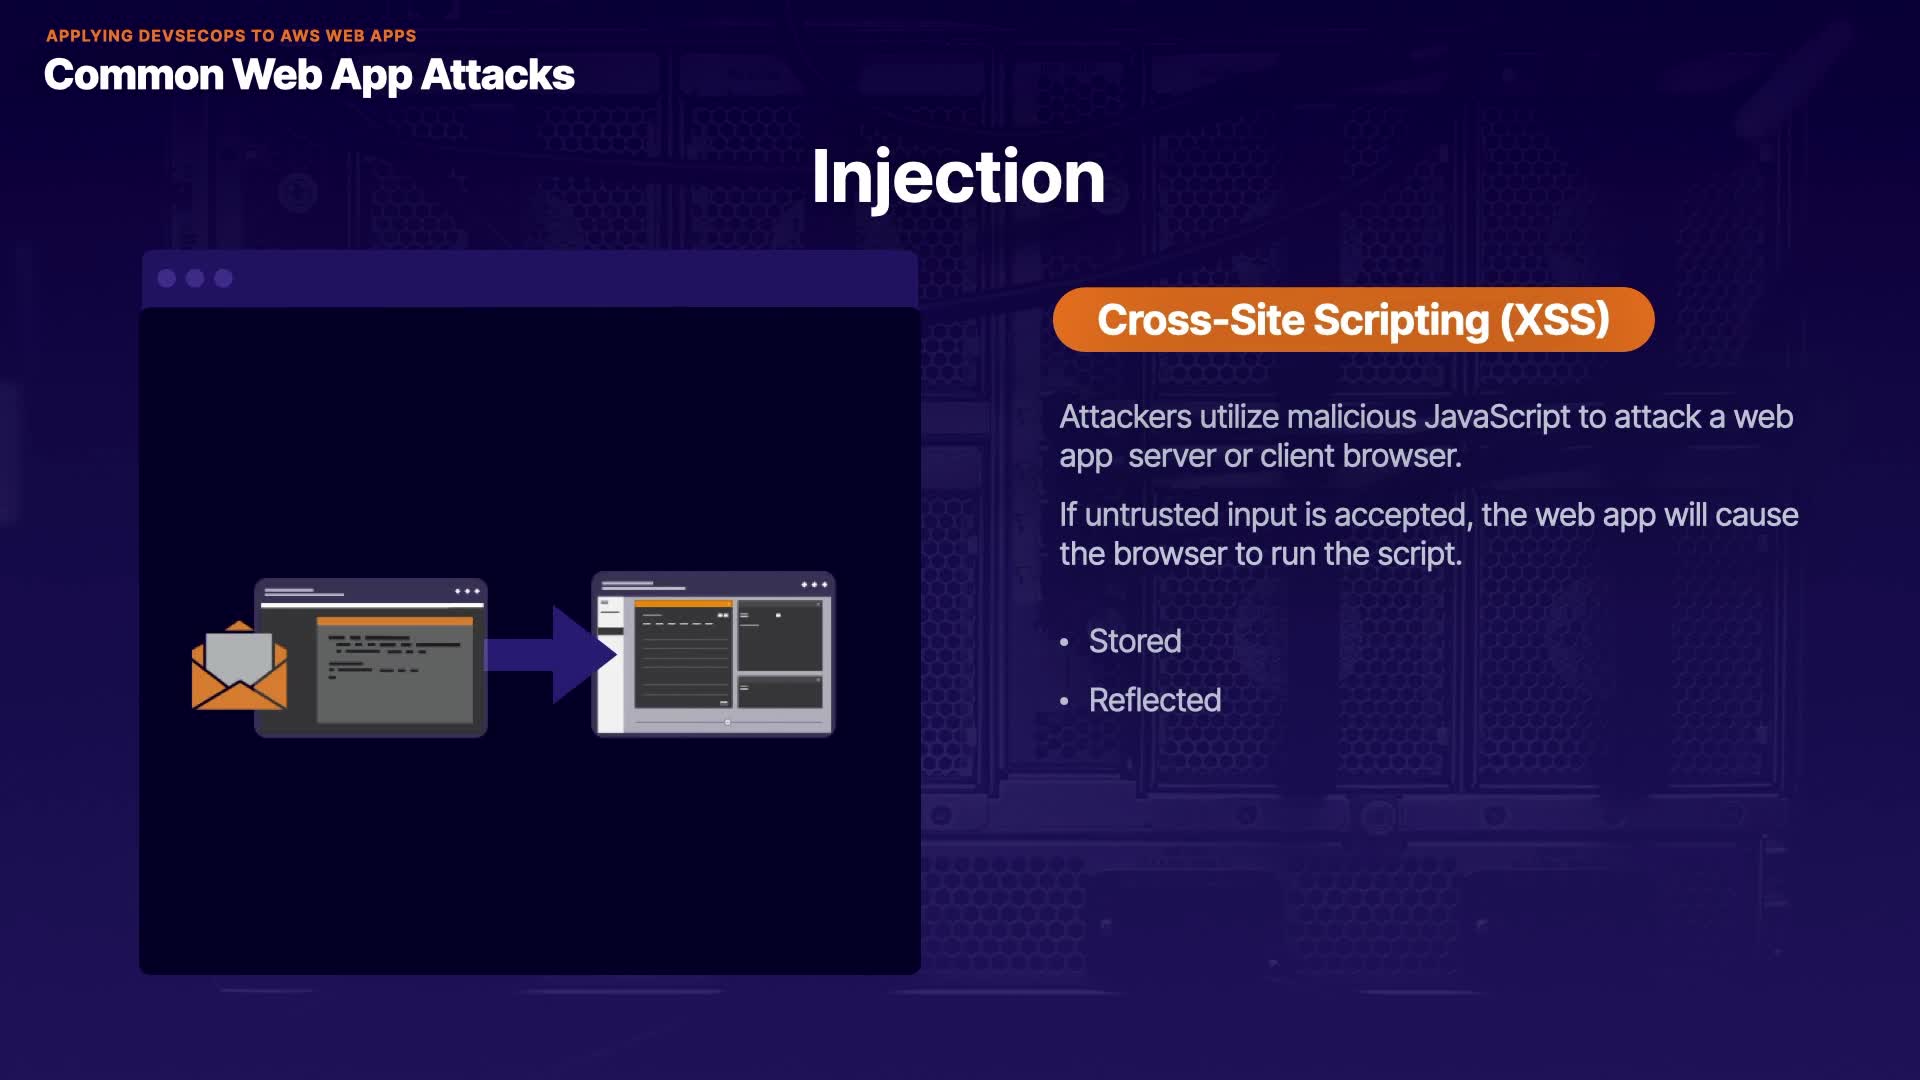 APPLYING DEVSECOPS TO AWS WEB APPS
Common Web App Attacks
Injection
Cross-Site Scripting (XSS)
Attackers utilize malicious JavaScript to attack a web
app  server or client browser.
If untrusted input is accepted, the web app will cause
the browser to run the script.
• Stored
• Reflected